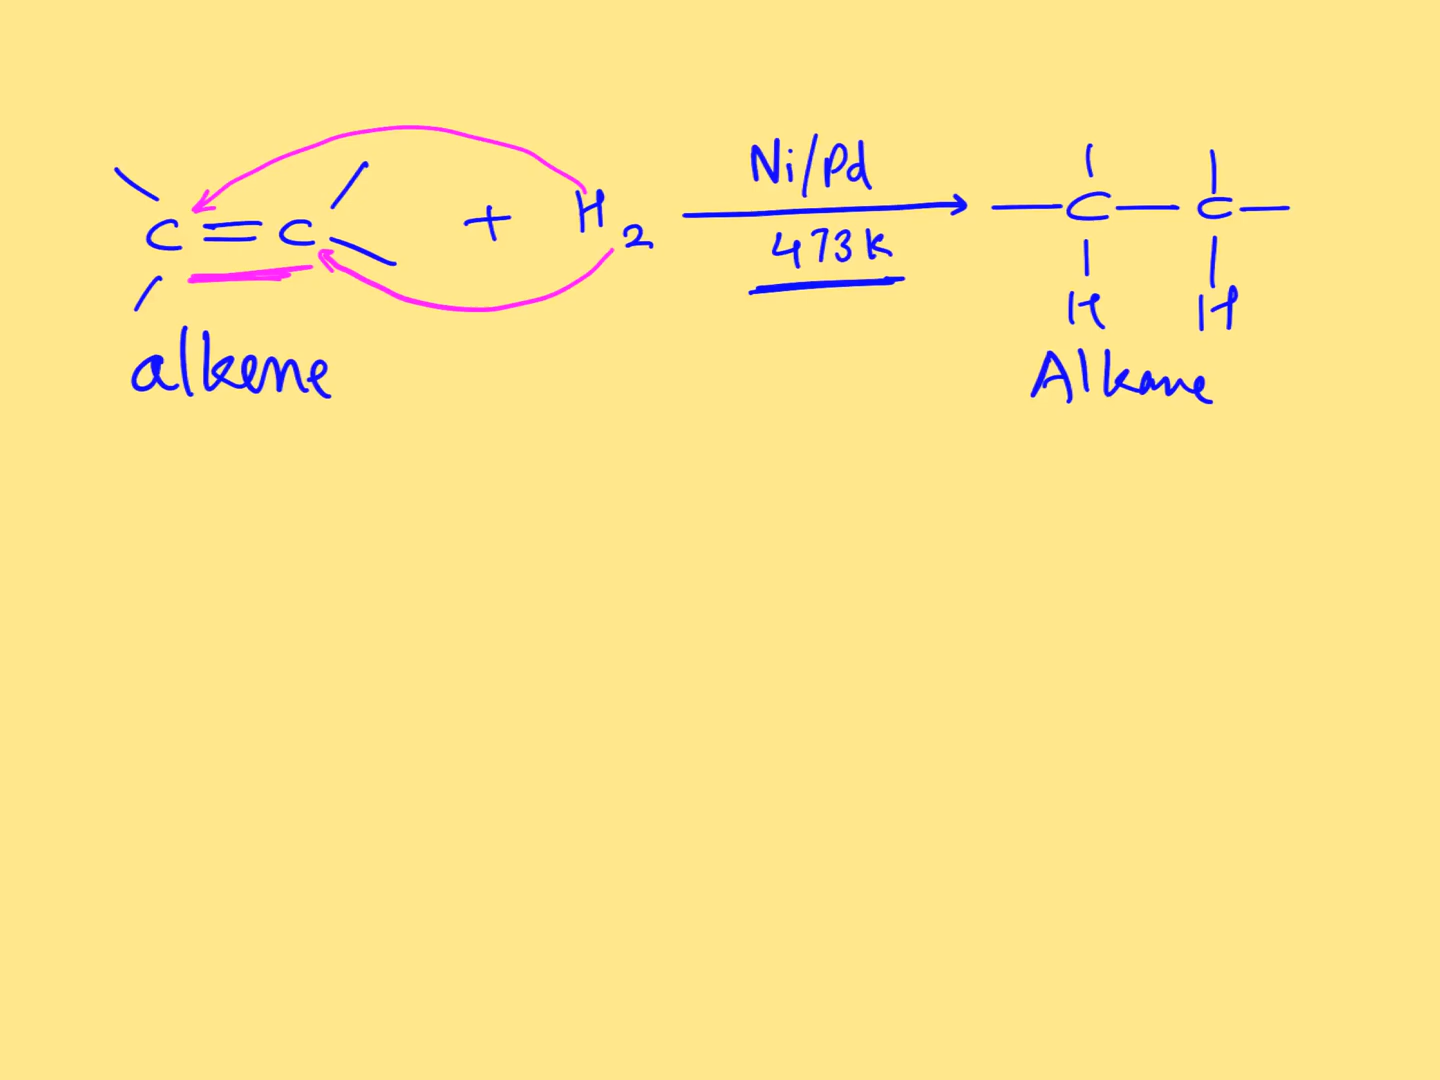 Ni/Pd
C = C + H2 → — C — C —
473K
H H
alkene Alkane